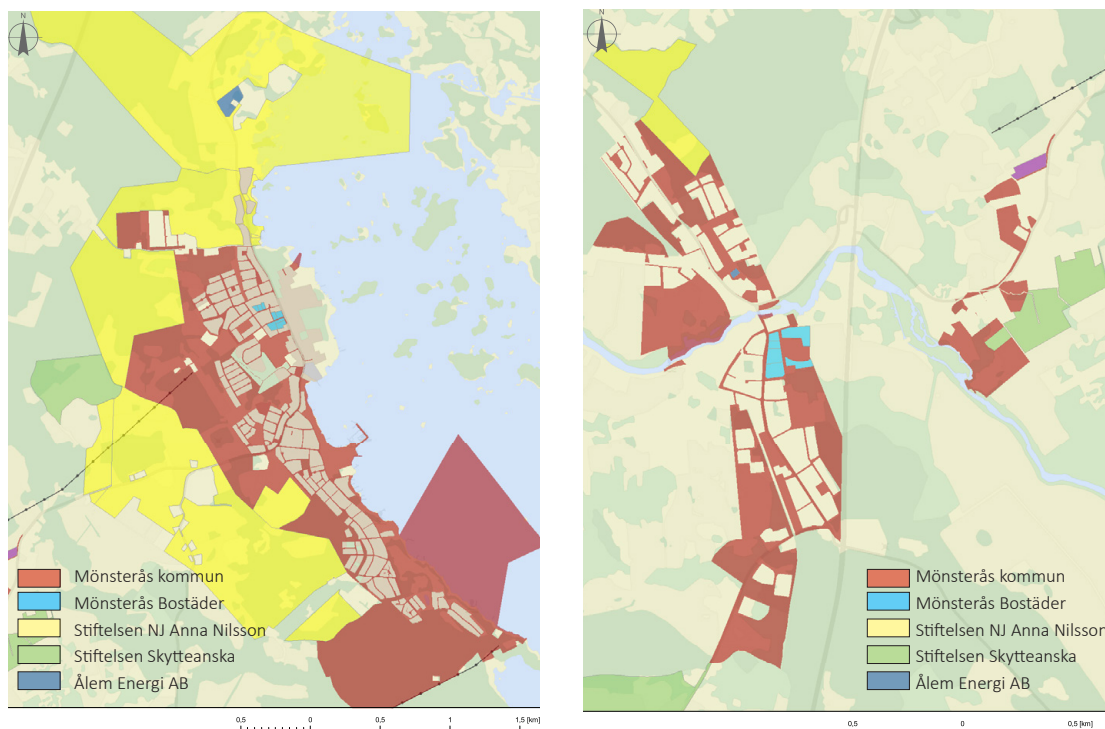 N
Mönsterås kommun
Mönsterås Bostäder
Stiftelsen NJ Anna Nilsson
Stiftelsen Skytteanska
Ålem Energi AB
0,5 0 0,5 1 1,5 [km]
N
Mönsterås kommun
Mönsterås Bostäder
Stiftelsen NJ Anna Nilsson
Stiftelsen Skytteanska
Ålem Energi AB
0,5 0 0,5 [km]